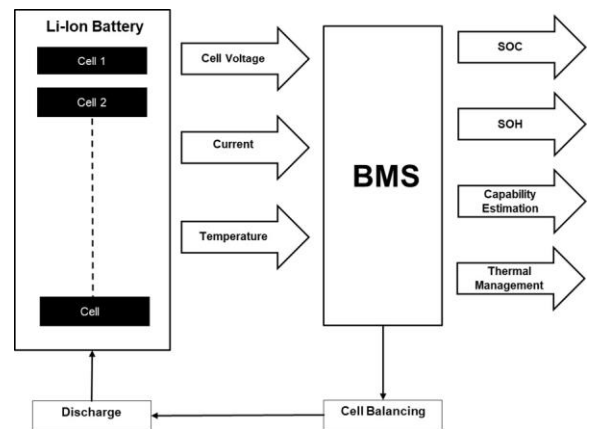 Li-Ion Battery
Cell 1
Cell 2
Cell
Cell Voltage
Current
Temperature
BMS
SOC
SOH
Capability
Estimation
Thermal
Management
Discharge
Cell Balancing